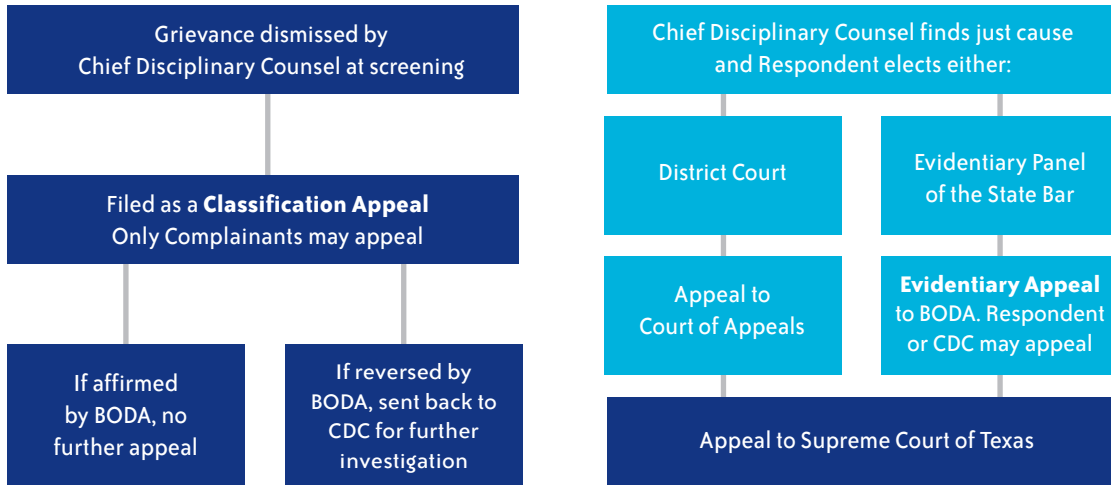 Grievance dismissed by
Chief Disciplinary Counsel at screening
Filed as a Classification Appeal
Only Complainants may appeal
If affirmed
by BODA, no
further appeal
If reversed by
BODA, sent back to
CDC for further
investigation
Chief Disciplinary Counsel finds just cause
and Respondent elects either:
District Court
Evidentiary Panel
of the State Bar
Appeal to
Court of Appeals
Evidentiary Appeal
to BODA. Respondent
or CDC may appeal
Appeal to Supreme Court of Texas